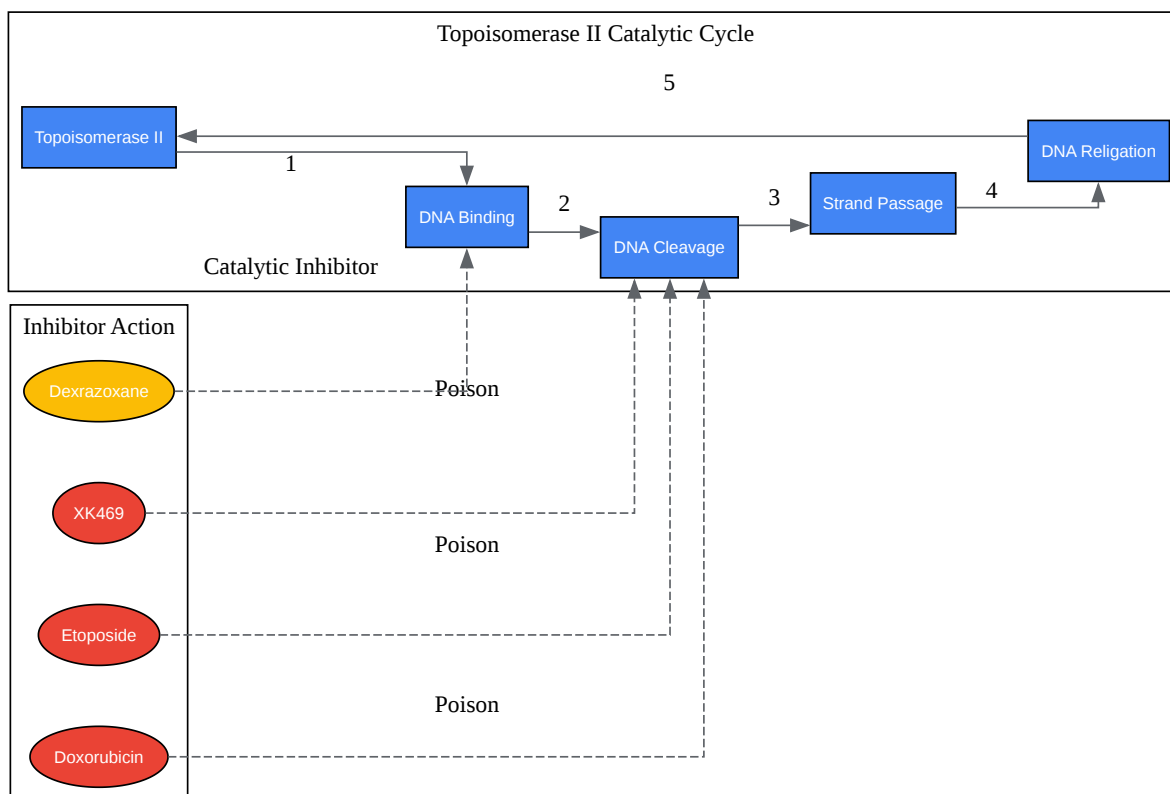 Topoisomerase II Catalytic Cycle
5
Topoisomerase II
DNA Religation
1
Strand Passage
4
DNA Binding
2
3
DNA Cleavage
Catalytic Inhibitor
Inhibitor Action
Dexrazoxane
Poison
XK469
Poison
Etoposide
Poison
Doxorubicin